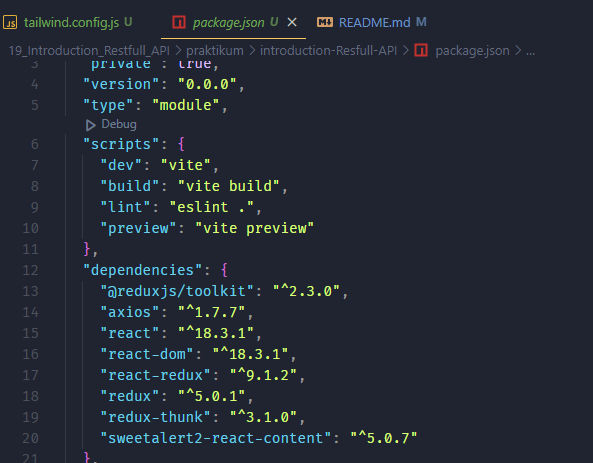 tailwind.config.js U
package.json U
README.md M
19_Introduction_Restfull_API > praktikum > introduction-Resfull-API > package.json > ...
3 "private": true,
4 "version": "0.0.0",
5 "type": "module",
Debug
6 "scripts": {
7 "dev": "vite",
8 "build": "vite build",
9 "lint": "eslint .",
10 "preview": "vite preview"
11 },
12 "dependencies": {
13 "@reduxjs/toolkit": "^2.3.0",
14 "axios": "^1.7.7",
15 "react": "^18.3.1",
16 "react-dom": "^18.3.1",
17 "react-redux": "^9.1.2",
18 "redux": "^5.0.1",
19 "redux-thunk": "^3.1.0",
20 "sweetalert2-react-content": "^5.0.7"
21 },